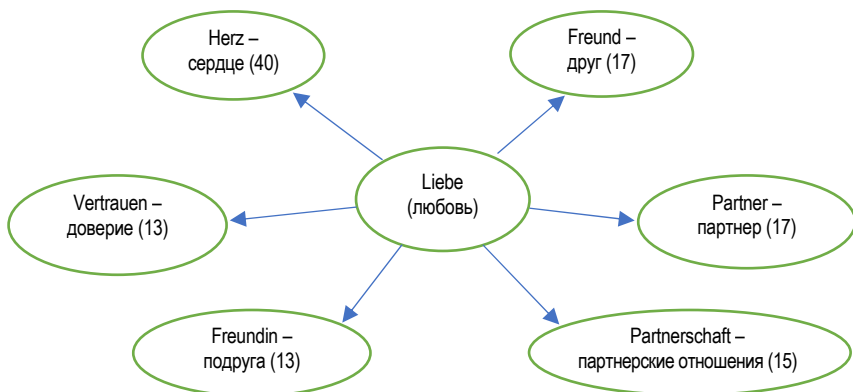 Herz –
сердце (40)
Freund –
друг (17)
Liebe
(любовь)
Vertrauen –
доверие (13)
Partner –
партнер (17)
Freundin –
подруга (13)
Partnerschaft –
партнерские отношения (15)